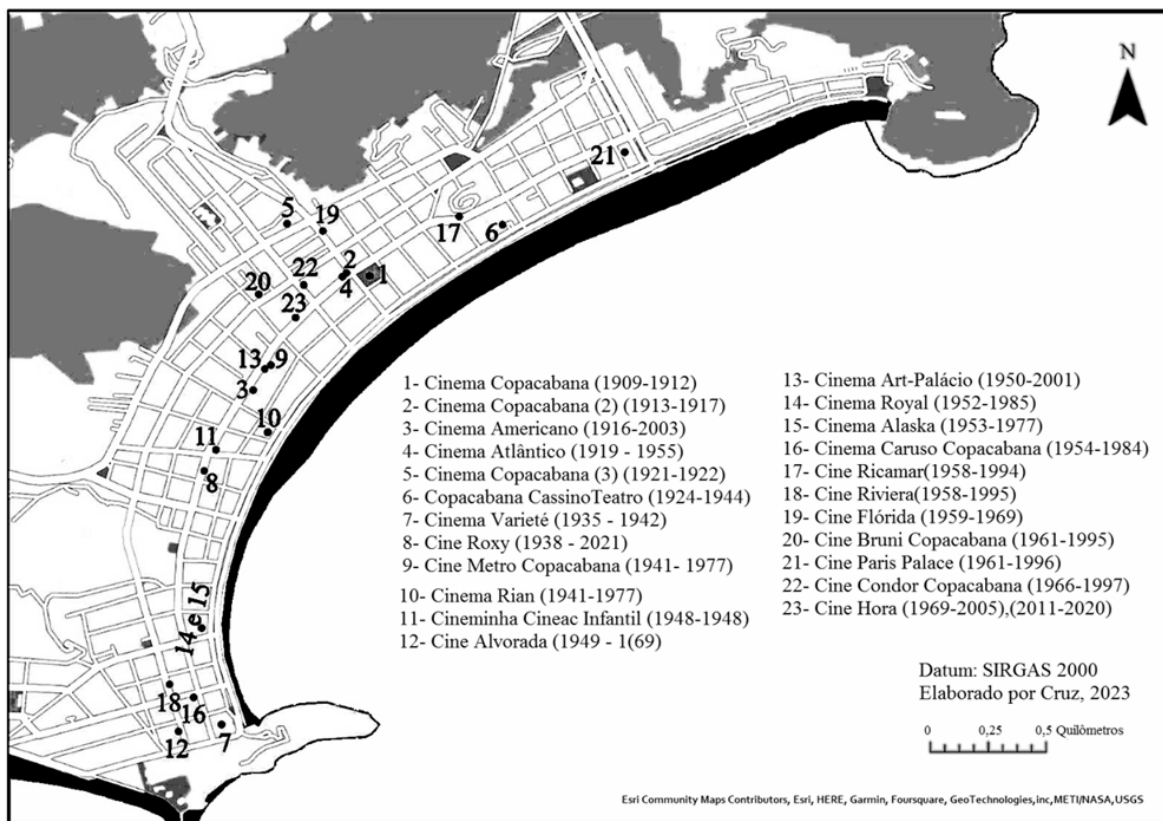 N
21
5
19
17
6
2
22
4
1
20
23
13
9
3
10
11
8
14 e 15
18
16
12
7
1- Cinema Copacabana (1909-1912)
2- Cinema Copacabana (2) (1913-1917)
3- Cinema Americano (1916-2003)
4- Cinema Atlântico (1919 - 1955)
5- Cinema Copacabana (3) (1921-1922)
6- Copacabana CassinoTeatro (1924-1944)
7- Cinema Varieté (1935 - 1942)
8- Cine Roxy (1938 - 2021)
9- Cine Metro Copacabana (1941- 1977)
10- Cinema Rian (1941-1977)
11- Cineminha Cineac Infantil (1948-1948)
12- Cine Alvorada (1949 - 1(69)
13- Cinema Art-Palácio (1950-2001)
14- Cinema Royal (1952-1985)
15- Cinema Alaska (1953-1977)
16- Cinema Caruso Copacabana (1954-1984)
17- Cine Ricamar(1958-1994)
18- Cine Riviera(1958-1995)
19- Cine Flórida (1959-1969)
20- Cine Bruni Copacabana (1961-1995)
21- Cine Paris Palace (1961-1996)
22- Cine Condor Copacabana (1966-1997)
23- Cine Hora (1969-2005),(2011-2020)
Datum: SIRGAS 2000
Elaborado por Cruz, 2023
0 0,25 0,5 Quilômetros
Esri Community Maps Contributors, Esri, HERE, Garmin, Foursquare, GeoTechnologies,inc,METI/NASA,USGS